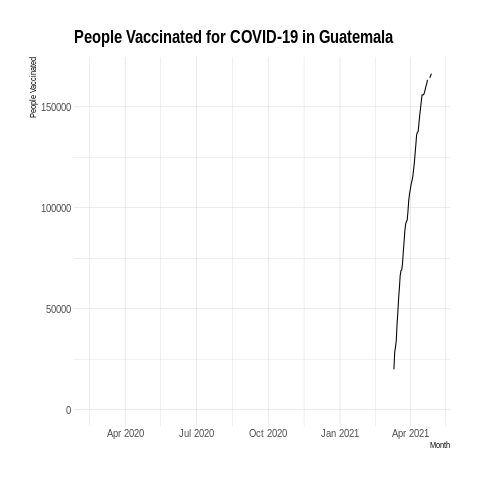 People Vaccinated for COVID-19 in Guatemala
People Vaccinated
150000
100000
50000
0
Apr 2020 Jul 2020 Oct 2020 Jan 2021 Apr 2021
Month